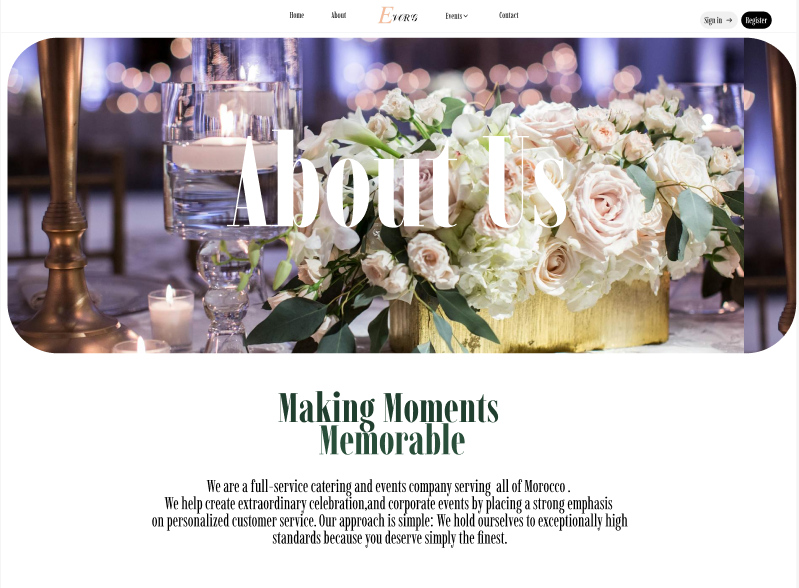 Home About Events Contact Sign in → Register
About Us
Making Moments
Memorable
We are a full-service catering and events company serving  all of Morocco .
We help create extraordinary celebration,and corporate events by placing a strong emphasis
on personalized customer service. Our approach is simple: We hold ourselves to exceptionally high
standards because you deserve simply the finest.